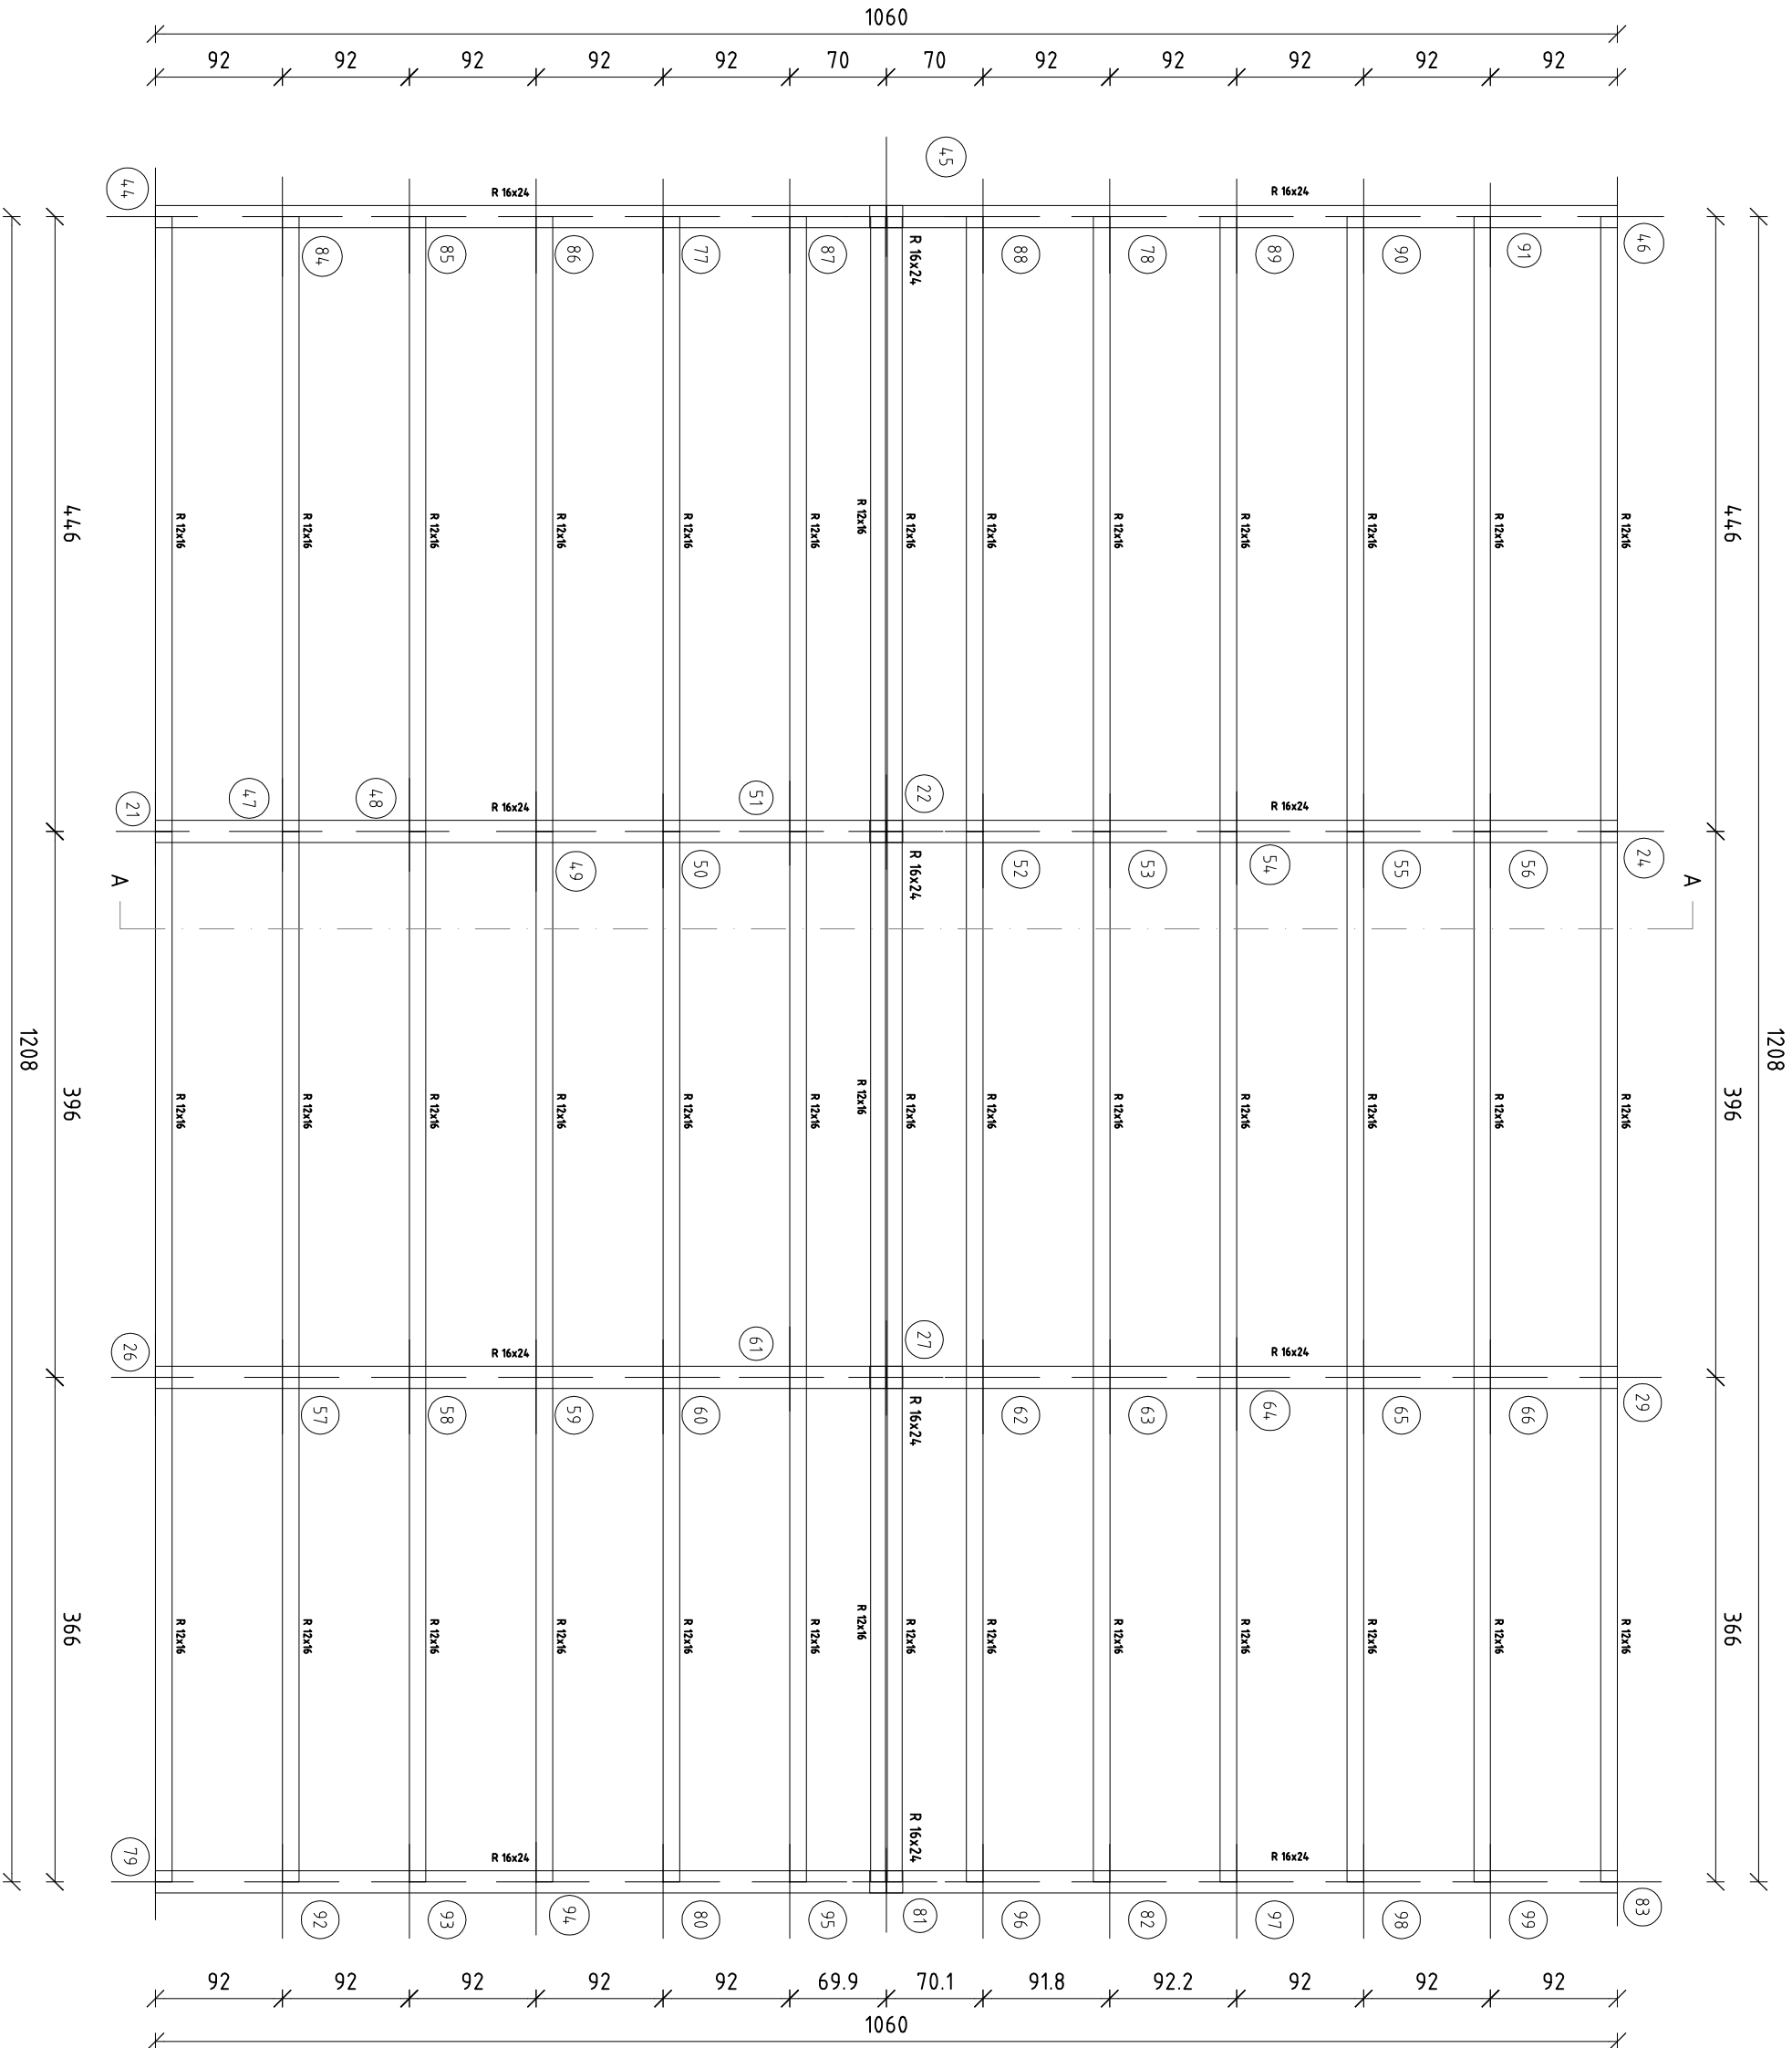 1060
92 92 92 92 92 70 70 92 92 92 92 92
45
44 R 16x24 R 16x24
84 85 86 77 87 R 16x24 88 78 89 90 91 46
446 R 12x16 R 12x16 R 12x16 R 12x16 R 12x16 R 12x16 R 12x16 R 12x16 R 12x16 R 12x16 R 12x16 R 12x16 R 12x16 R 12x16 446
21 47 48 R 16x24 51 22 R 16x24
49 50 R 16x24 52 53 54 55 56 24
A A
1208 1208
396 R 12x16 R 12x16 R 12x16 R 12x16 R 12x16 R 12x16 R 12x16 R 12x16 R 12x16 R 12x16 R 12x16 R 12x16 R 12x16 R 12x16 396
26 R 16x24 61 27 R 16x24
57 58 59 60 R 16x24 62 63 64 65 66 29
366 R 12x16 R 12x16 R 12x16 R 12x16 R 12x16 R 12x16 R 12x16 R 12x16 R 12x16 R 12x16 R 12x16 R 12x16 R 12x16 R 12x16 366
R 16x24
79 R 16x24 R 16x24
92 93 94 80 95 81 96 82 97 98 99 83
92 92 92 92 92 69.9 70.1 91.8 92.2 92 92 92
1060